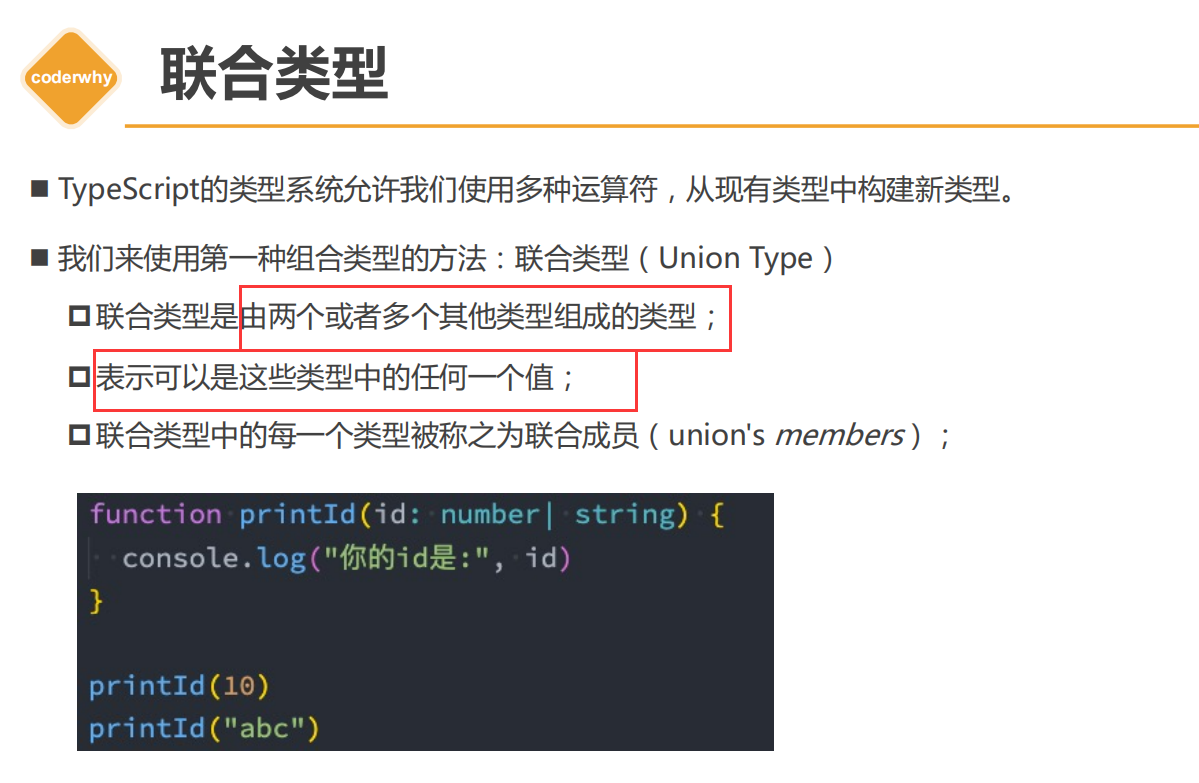 coderwhy
联合类型
TypeScript的类型系统允许我们使用多种运算符，从现有类型中构建新类型。
我们来使用第一种组合类型的方法：联合类型（Union Type）
联合类型是由两个或者多个其他类型组成的类型；
表示可以是这些类型中的任何一个值；
联合类型中的每一个类型被称之为联合成员（union's members）；
function printId(id: number| string) {
  console.log("你的id是:", id)
}
printId(10)
printId("abc")